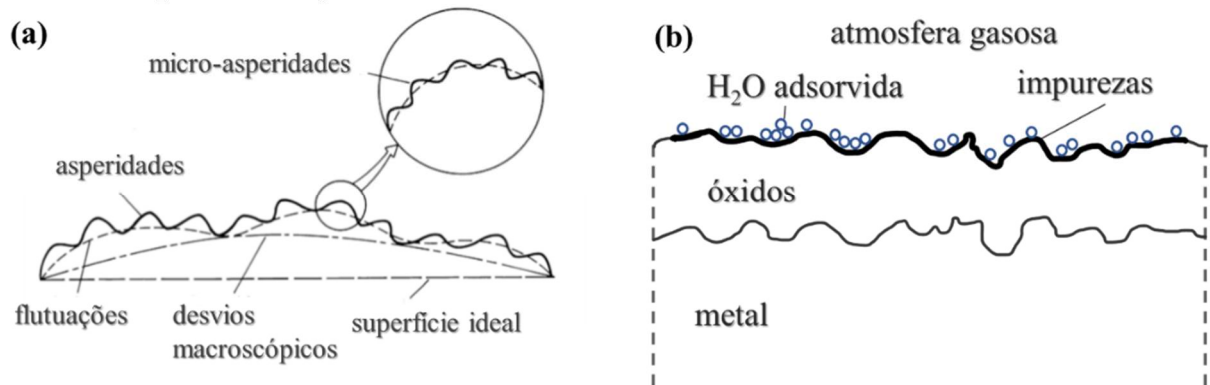 (a)
micro-asperidades
asperidades
flutuações
desvios
macroscópicos
superfície ideal
(b)
atmosfera gasosa
H₂O adsorvida
impurezas
óxidos
metal